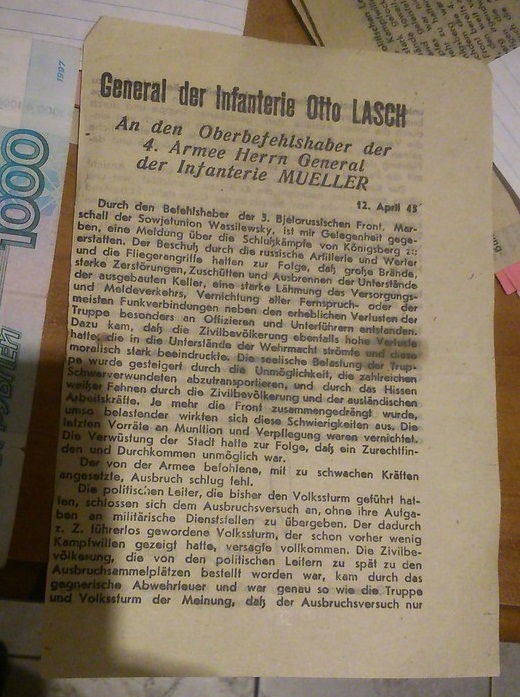 General der Infanterie Otto LASCH
An den Oberbefehlshaber der
4. Armee Herrn General
der Infanterie MUELLER
12. April 45
Durch den Befehlshaber der 3. Bjelorussischen Front, Mar-
schall der Sowjetunion Wassilewsky, ist mir Gelegenheit gege-
ben, eine Meldung über die Schlußkämpfe von Königsberg zu
erstatten. Der Beschuß durch die russische Artillerie und Werfer
und die Fliegerangriffe hatten zur Folge, daß große Brände,
starke Zerstörungen, Zuschütten und Ausbrennen der Unterstände
der ausgebauten Keller, eine starke Lähmung des Versorgungs-
und Meldeverkehrs, Vernichtung aller Fernspruch- oder der
meisten Funkverbindungen neben den erheblichen Verlusten der
Truppe besonders an Offizieren und Unterführern entstanden.
Dazu kam, daß die Zivilbevölkerung ebenfalls hohe Verluste
hatte, die in die Unterstände der Wehrmacht strömte und diese
moralisch stark beeindruckte. Die seelische Belastung der Trup-
pe wurde gesteigert durch die Unmöglichkeit, die zahlreichen
Schwerverwundeten abzutransportieren, und durch das Hissen
weißer Fahnen durch die Zivilbevölkerung und der ausländischen
Arbeitskräfte. Je mehr die Front zusammengedrängt wurde,
umso belastender wirkten sich diese Schwierigkeiten aus. Die
letzten Vorräte an Munition und Verpflegung waren vernichtet.
Die Verwüstung der Stadt hatte zur Folge, daß ein Zurechtfin-
den und Durchkommen unmöglich war.
Der von der Armee befohlene, mit zu schwachen Kräften
angesetzte, Ausbruch schlug fehl.
Die politischen Leiter, die bisher den Volkssturm geführt hat-
ten, schlossen sich dem Ausbruchsversuch an, ohne ihre Aufga-
ben an militärische Dienststellen zu übergeben. Der dadurch
z. Z. führerlos gewordene Volkssturm, der schon vorher wenig
Kampfwillen gezeigt hatte, versagte vollkommen. Die Zivilbe-
völkerung, die von den politischen Leitern zu spät zu den
Ausbruchsammelplätzen bestellt worden war, kam durch das
gegnerische Abwehrfeuer und war genau so wie die Truppe
und Volkssturm der Meinung, daß der Ausbruchsversuch nur
1997
1000